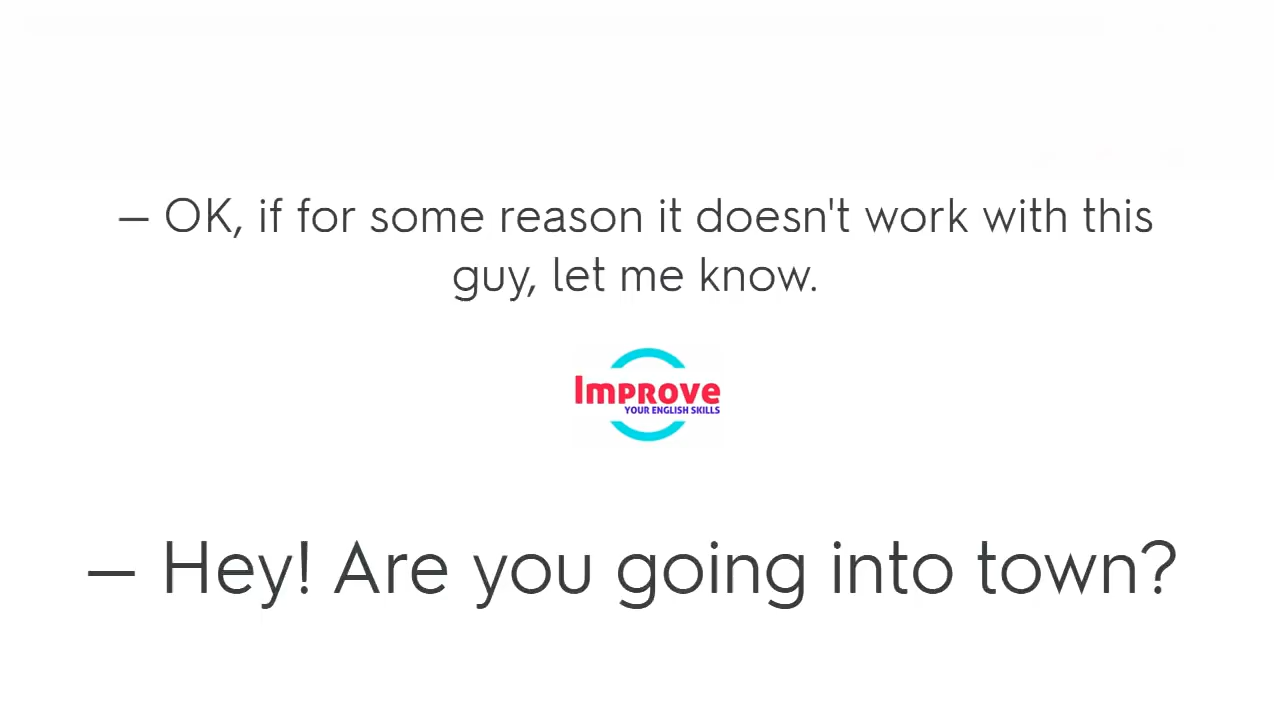 – OK, if for some reason it doesn't work with this
guy, let me know.
Improve
YOUR ENGLISH SKILLS
– Hey! Are you going into town?